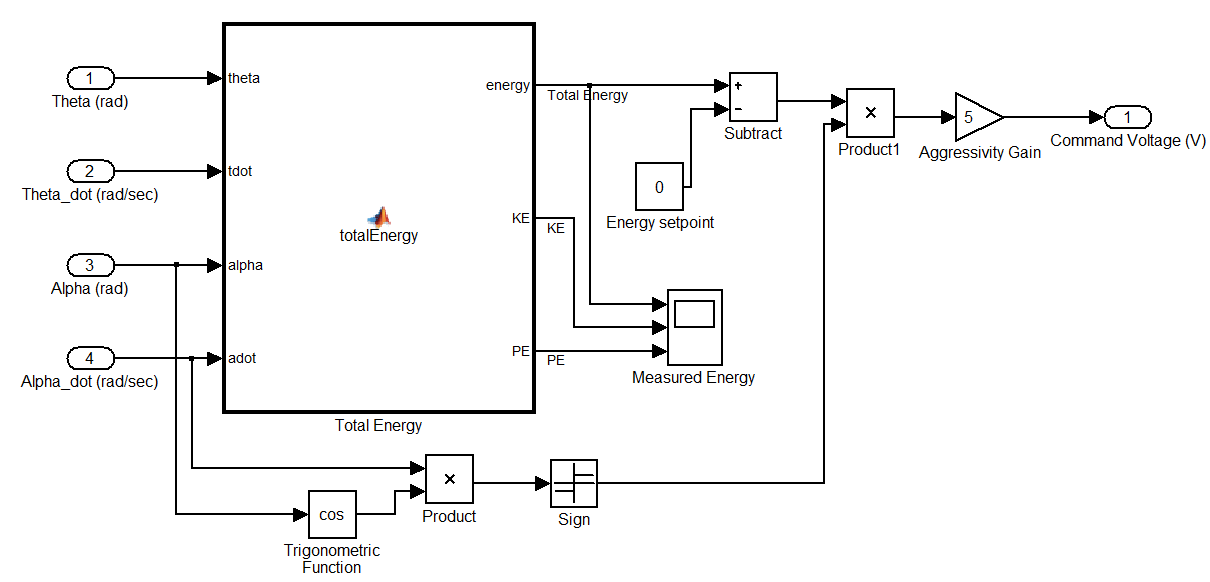 1
Theta (rad)
2
Theta_dot (rad/sec)
3
Alpha (rad)
4
Alpha_dot (rad/sec)
theta
tdot
alpha
adot
totalEnergy
energy
KE
PE
Total Energy
Total Energy
KE
PE
+
−
Subtract
0
Energy setpoint
Measured Energy
×
Product1
5
Aggressivity Gain
1
Command Voltage (V)
cos
Trigonometric
Function
×
Product
Sign